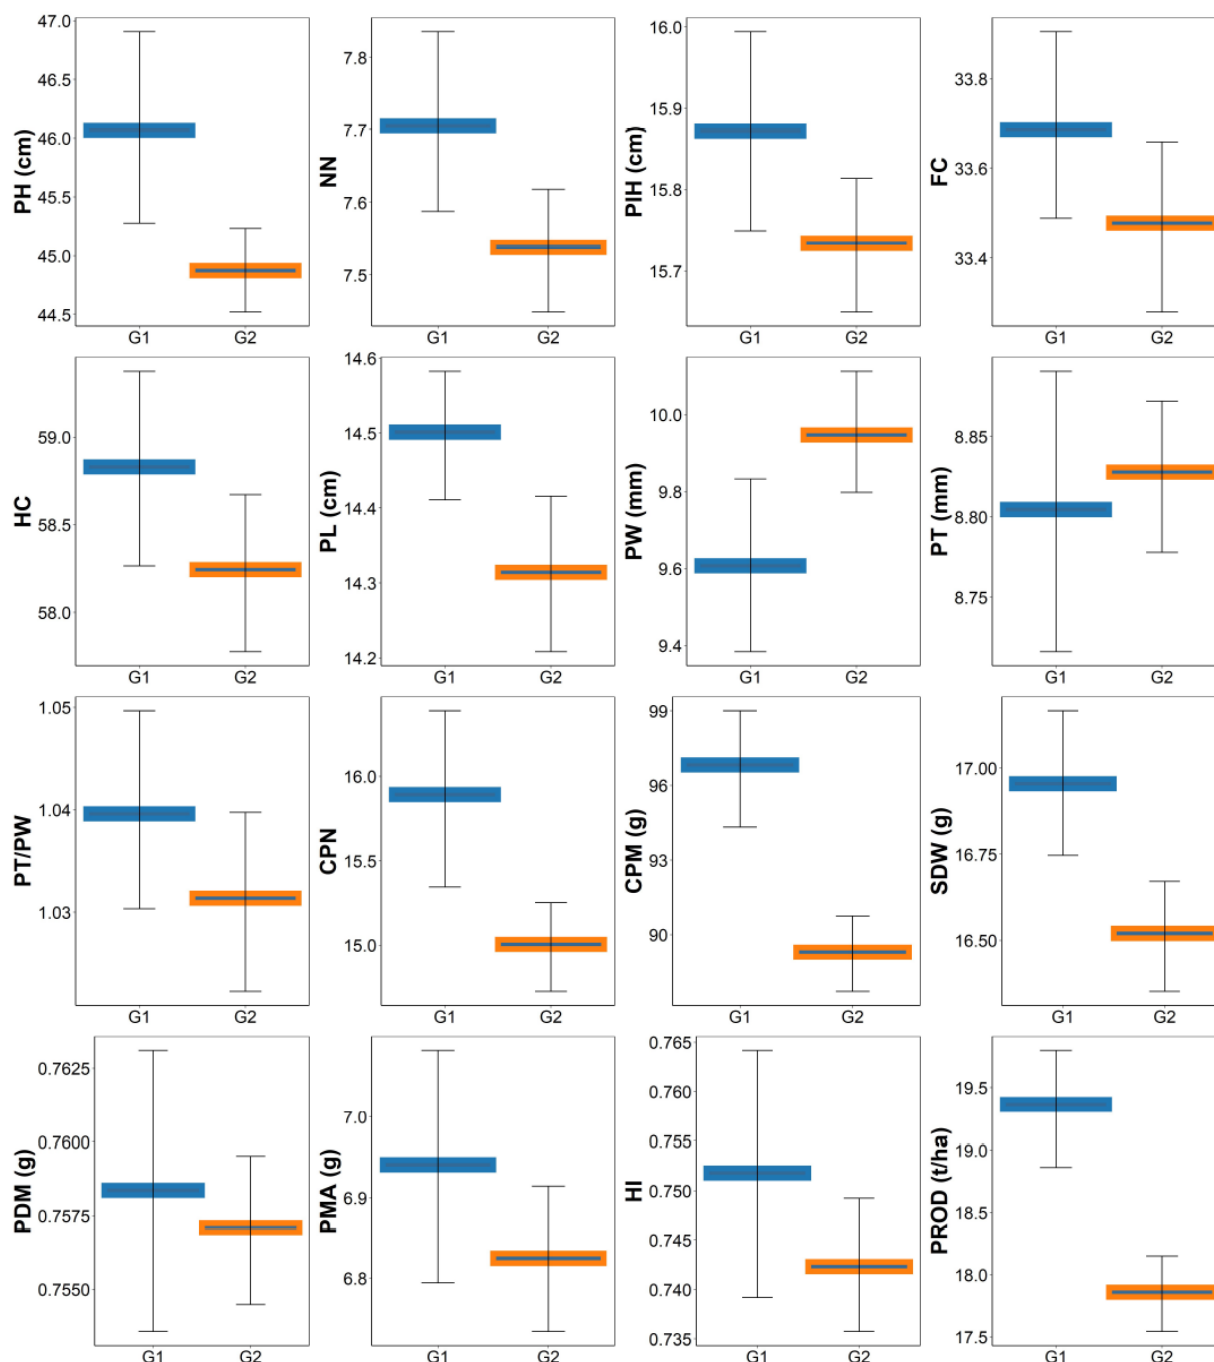 PH (cm)
47.0
46.5
46.0
45.5
45.0
44.5
G1 G2
NN
7.8
7.7
7.6
7.5
G1 G2
PIH (cm)
16.0
15.9
15.8
15.7
G1 G2
FC
33.8
33.6
33.4
G1 G2
HC
59.0
58.5
58.0
G1 G2
PL (cm)
14.6
14.5
14.4
14.3
14.2
G1 G2
PW (mm)
10.0
9.8
9.6
9.4
G1 G2
PT (mm)
8.85
8.80
8.75
G1 G2
PT/PW
1.05
1.04
1.03
G1 G2
CPN
16.0
15.5
15.0
G1 G2
CPM (g)
99
96
93
90
G1 G2
SDW (g)
17.00
16.75
16.50
G1 G2
PDM (g)
0.7625
0.7600
0.7575
0.7550
G1 G2
PMA (g)
7.0
6.9
6.8
G1 G2
HI
0.765
0.760
0.755
0.750
0.745
0.740
0.735
G1 G2
PROD (t/ha)
19.5
19.0
18.5
18.0
17.5
G1 G2